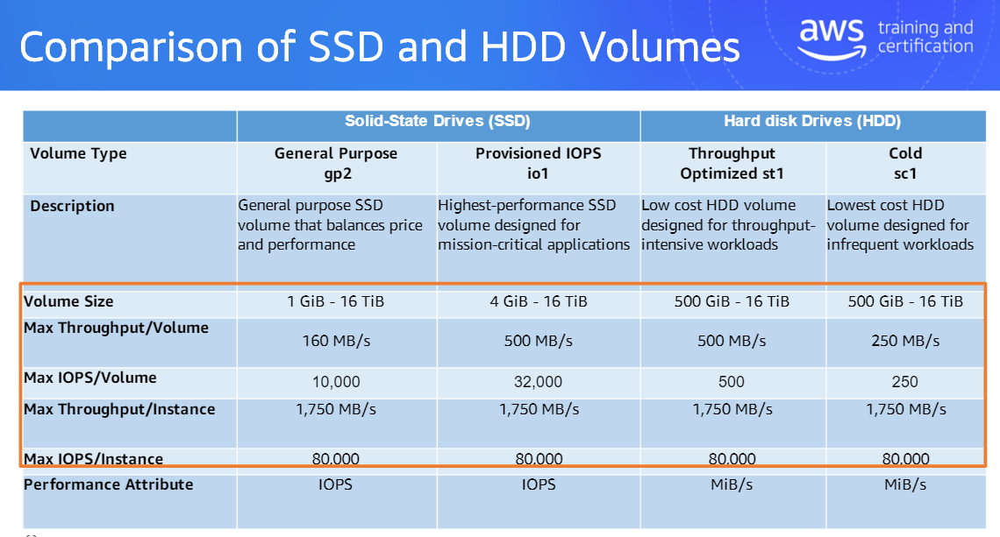 Comparison of SSD and HDD Volumes
aws training and
certification
Solid-State Drives (SSD) Hard disk Drives (HDD)
Volume Type General Purpose Provisioned IOPS Throughput Cold
gp2 io1 Optimized st1 sc1
Description General purpose SSD Highest-performance SSD Low cost HDD volume Lowest cost HDD
volume that balances price volume designed for designed for throughput- volume designed for
and performance mission-critical applications intensive workloads infrequent workloads
Volume Size 1 GiB - 16 TiB 4 GiB - 16 TiB 500 GiB - 16 TiB 500 GiB - 16 TiB
Max Throughput/Volume 160 MB/s 500 MB/s 500 MB/s 250 MB/s
Max IOPS/Volume 10,000 32,000 500 250
Max Throughput/Instance 1,750 MB/s 1,750 MB/s 1,750 MB/s 1,750 MB/s
Max IOPS/Instance 80,000 80,000 80,000 80,000
Performance Attribute IOPS IOPS MiB/s MiB/s